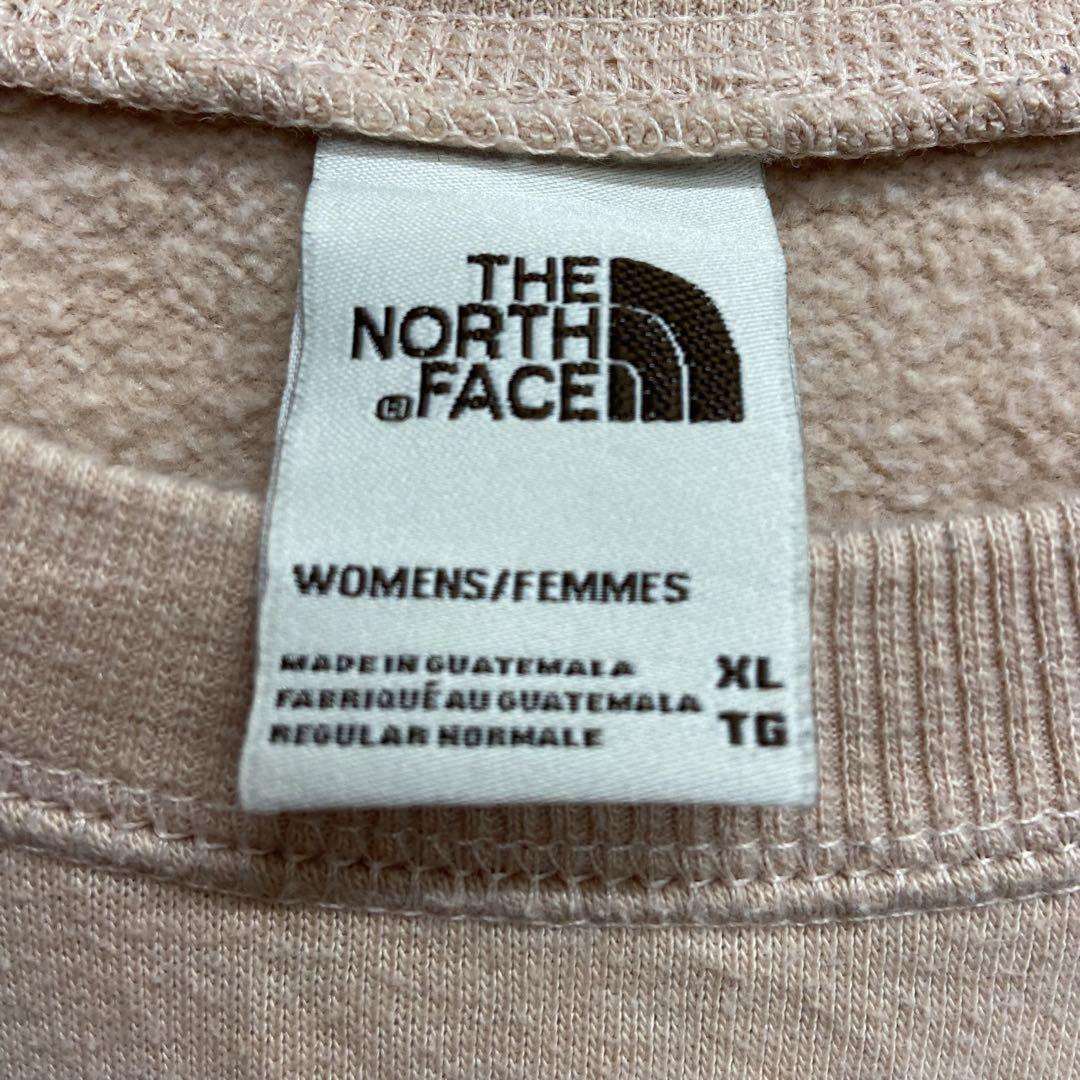 THE
NORTH
® FACE
WOMENS/FEMMES
MADE IN GUATEMALA XL
FABRIQUÉ AU GUATEMALA
REGULAR NORMALE TG